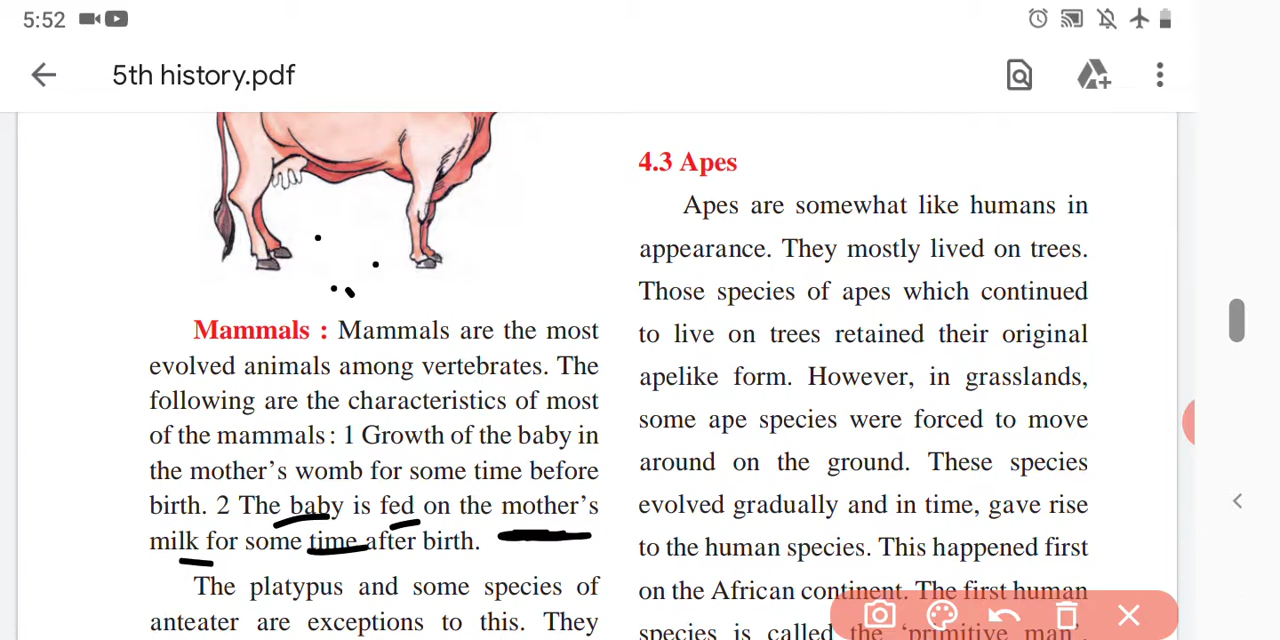 5:52
5th history.pdf
Mammals : Mammals are the most
evolved animals among vertebrates. The
following are the characteristics of most
of the mammals : 1 Growth of the baby in
the mother's womb for some time before
birth. 2 The baby is fed on the mother's
milk for some time after birth.
The platypus and some species of
anteater are exceptions to this. They
4.3 Apes
Apes are somewhat like humans in
appearance. They mostly lived on trees.
Those species of apes which continued
to live on trees retained their original
apelike form. However, in grasslands,
some ape species were forced to move
around on the ground. These species
evolved gradually and in time, gave rise
to the human species. This happened first
on the African continent. The first human
species is called the 'primitive man'.